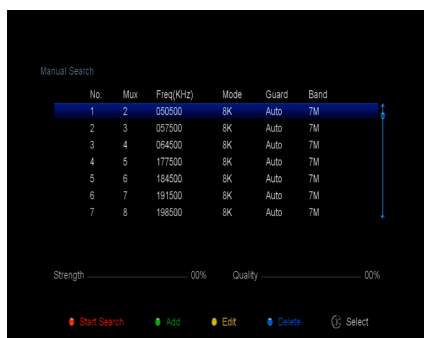 Manual Search
No. Mux Freq(KHz) Mode Guard Band
1 2 050500 8K Auto 7M
2 3 057500 8K Auto 7M
3 4 064500 8K Auto 7M
4 5 177500 8K Auto 7M
5 6 184500 8K Auto 7M
6 7 191500 8K Auto 7M
7 8 198500 8K Auto 7M
Strength 00% Quality 00%
Start Search Add Edit Delete Select